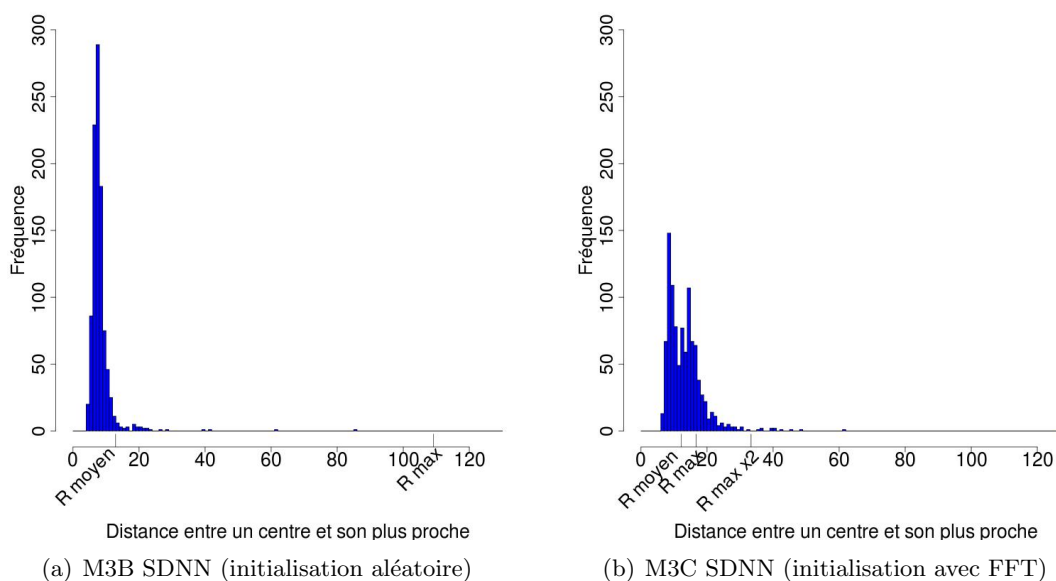 300
250
200
150
100
50
0
Fréquence
0 20 40 60 80 100 120
R moyen
R max
Distance entre un centre et son plus proche
(a) M3B SDNN (initialisation aléatoire)
300
250
200
150
100
50
0
Fréquence
0 20 40 60 80 100 120
R moyen
R max
R max x2
Distance entre un centre et son plus proche
(b) M3C SDNN (initialisation avec FFT)